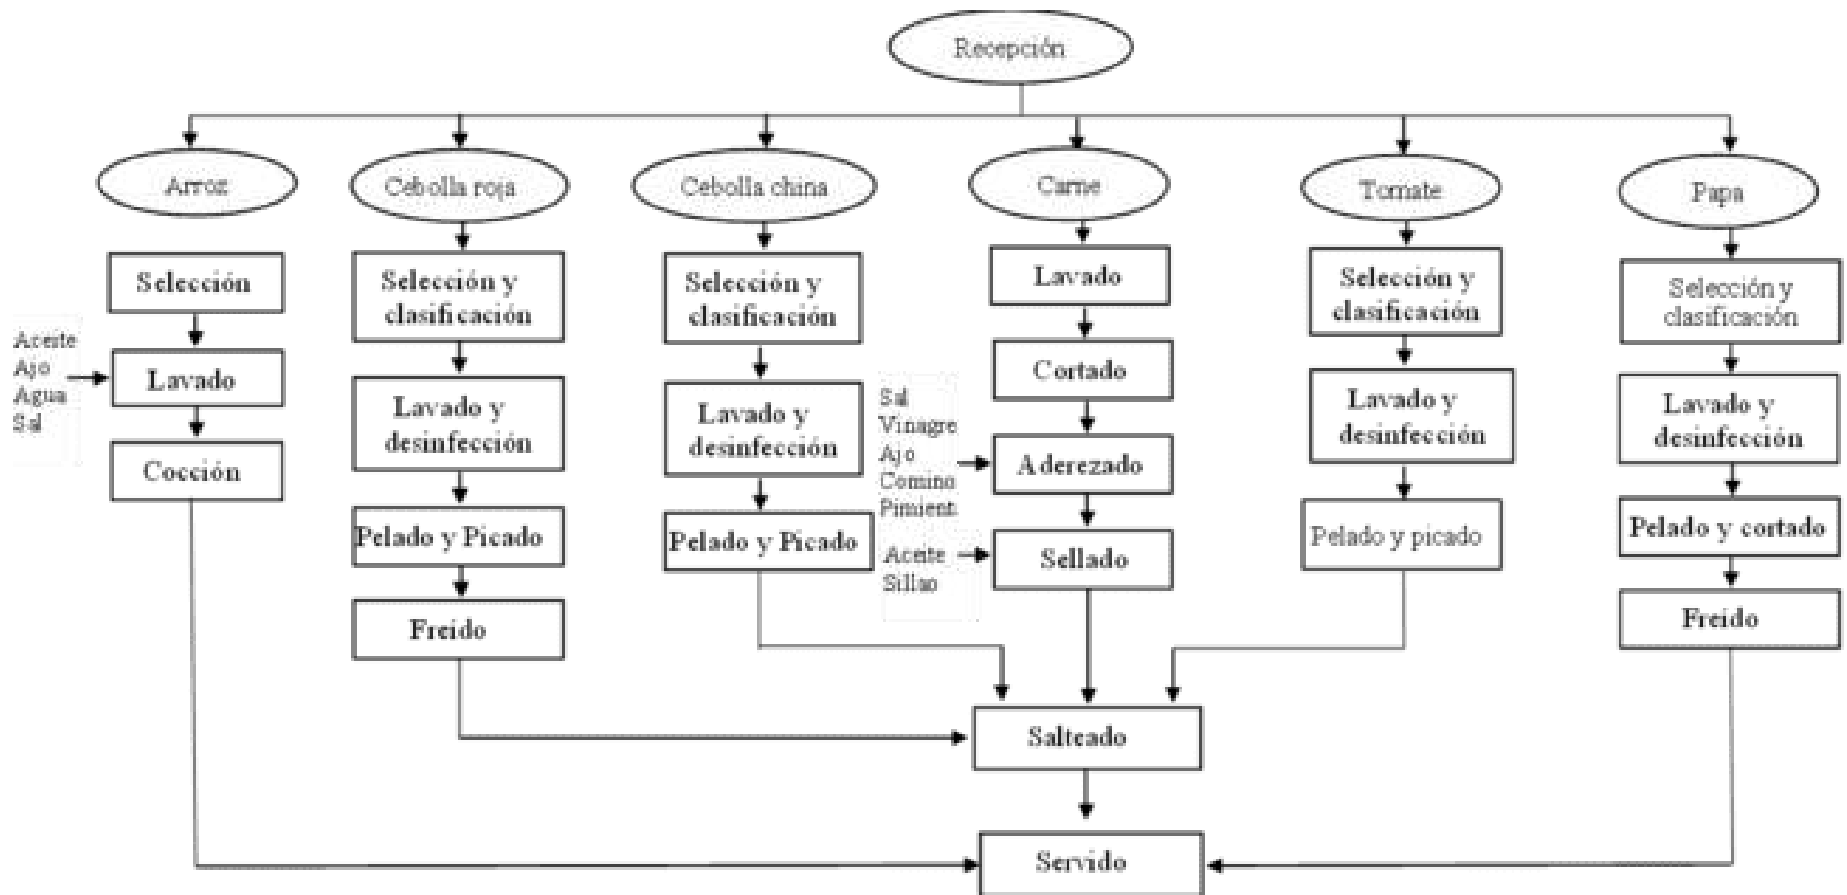 Recepción
Arroz
Cebolla roja
Cebolla china
Carne
Tomate
Papa
Selección
Aceite
Ajo
Agua
Sal
Lavado
Cocción
Selección y
clasificación
Lavado y
desinfección
Pelado y Picado
Freído
Selección y
clasificación
Lavado y
desinfección
Pelado y Picado
Lavado
Cortado
Sal
Vinagre
Ajo
Comino
Pimient
Aderezado
Aceite
Sillao
Sellado
Selección y
clasificación
Lavado y
desinfección
Pelado y picado
Selección y
clasificación
Lavado y
desinfección
Pelado y cortado
Freído
Salteado
Servido